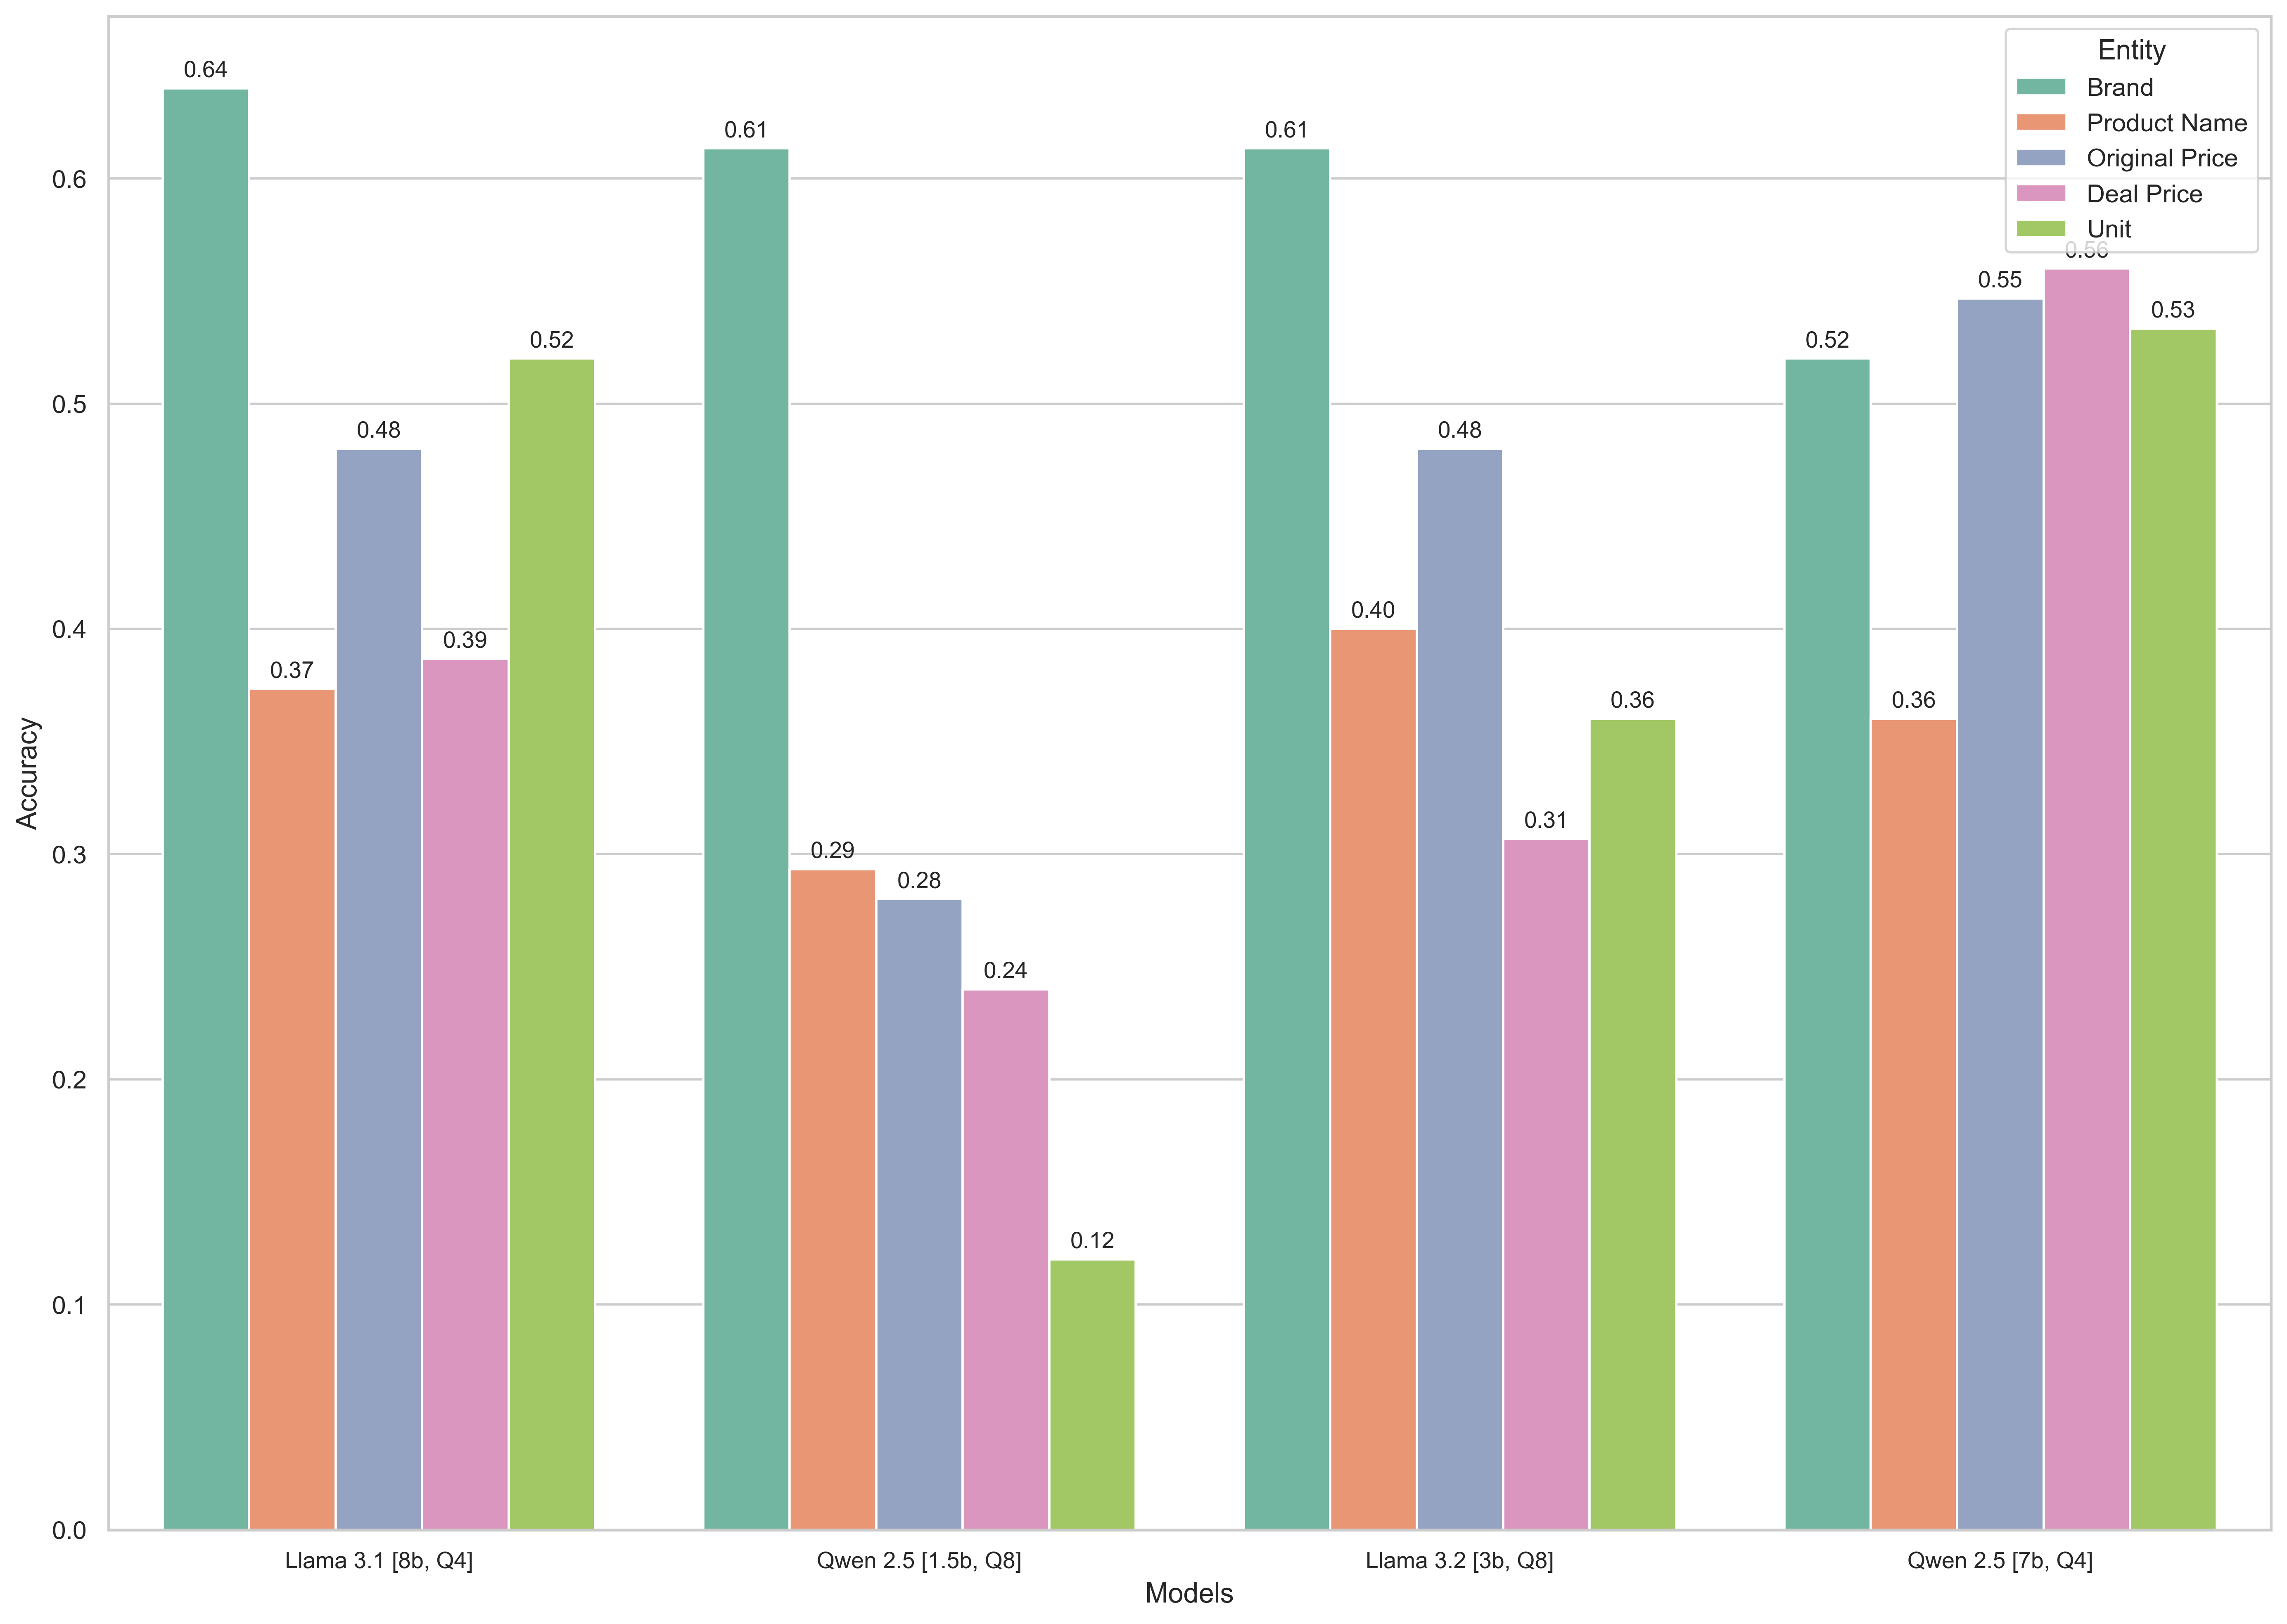 Entity
Brand
Product Name
Original Price
Deal Price
Unit
0.64
0.37
0.48
0.39
0.52
0.61
0.29
0.28
0.24
0.12
0.61
0.40
0.48
0.31
0.36
0.52
0.36
0.55
0.56
0.53
Accuracy
0.6
0.5
0.4
0.3
0.2
0.1
0.0
Llama 3.1 [8b, Q4]
Qwen 2.5 [1.5b, Q8]
Llama 3.2 [3b, Q8]
Qwen 2.5 [7b, Q4]
Models